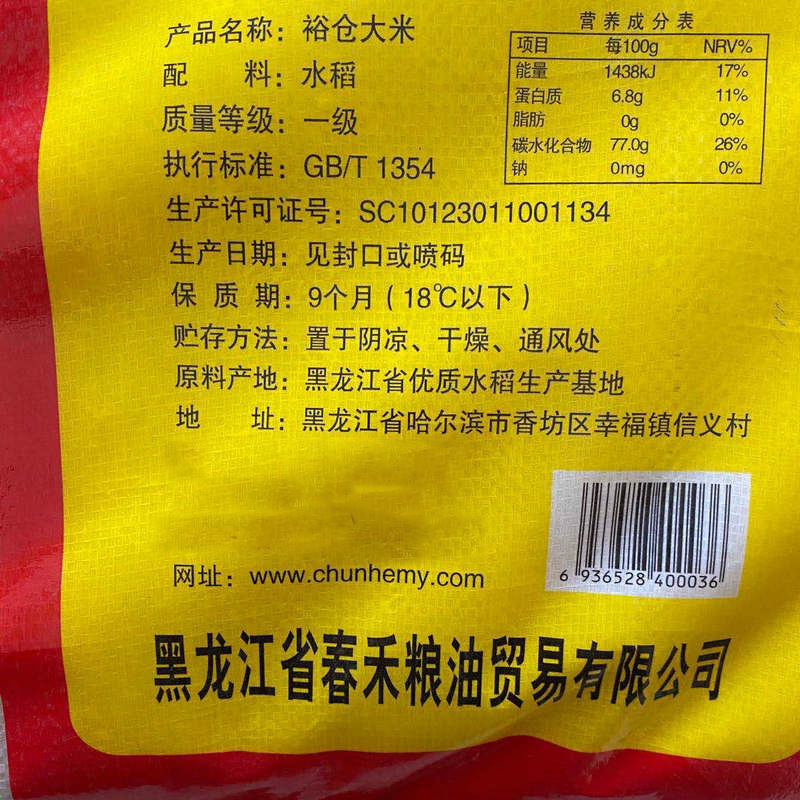 产品名称：裕仓大米
配 料：水稻
质量等级：一级
执行标准：GB/T 1354
生产许可证号：SC10123011001134
生产日期：见封口或喷码
保 质 期：9个月（18℃以下）
贮存方法：置于阴凉、干燥、通风处
原料产地：黑龙江省优质水稻生产基地
地 址：黑龙江省哈尔滨市香坊区幸福镇信义村
营养成分表
项目 每100g NRV%
能量 1438kJ 17%
蛋白质 6.8g 11%
脂肪 0g 0%
碳水化合物 77.0g 26%
钠 0mg 0%
网址：www.chunhemy.com
6 936528 400036
黑龙江省春禾粮油贸易有限公司